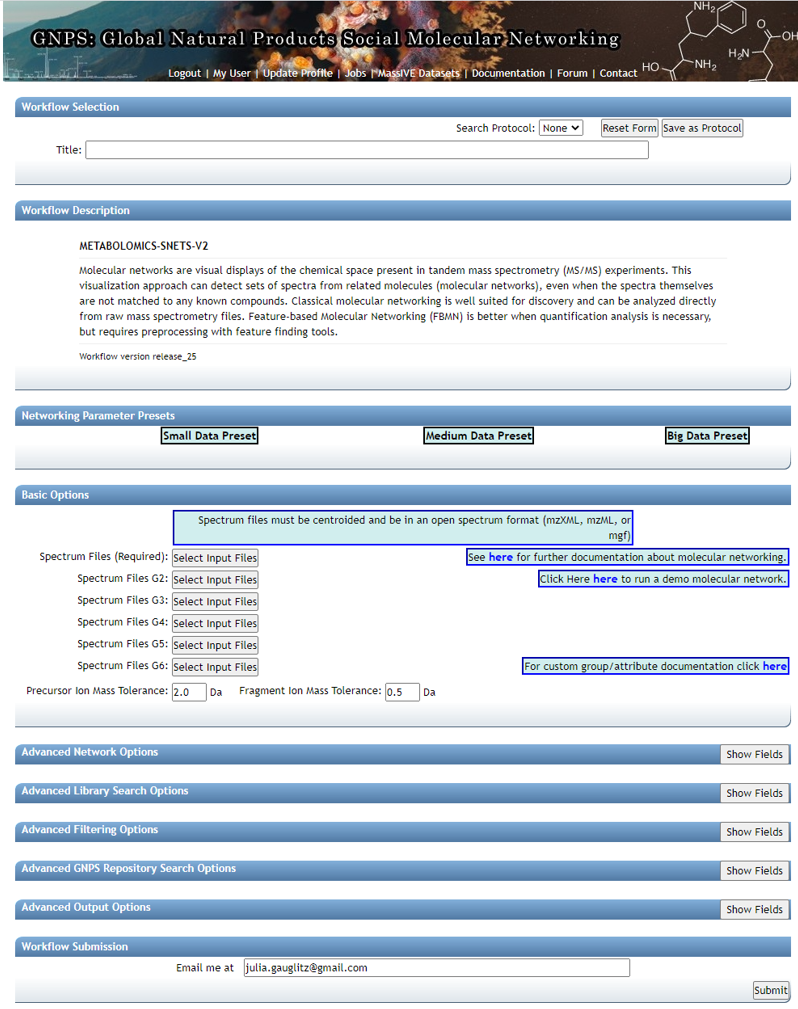 GNPS: Global Natural Products Social Molecular Networking
NH₂
O
OH
H₂N
HO
NH₂
Logout | My User | Update Profile | Jobs | MassIVE Datasets | Documentation | Forum | Contact
Workflow Selection
Search Protocol: None Reset Form Save as Protocol
Title:
Workflow Description
METABOLOMICS-SNETS-V2
Molecular networks are visual displays of the chemical space present in tandem mass spectrometry (MS/MS) experiments. This
visualization approach can detect sets of spectra from related molecules (molecular networks), even when the spectra themselves
are not matched to any known compounds. Classical molecular networking is well suited for discovery and can be analyzed directly
from raw mass spectrometry files. Feature-based Molecular Networking (FBMN) is better when quantification analysis is necessary,
but requires preprocessing with feature finding tools.
Workflow version release_25
Networking Parameter Presets
Small Data Preset Medium Data Preset Big Data Preset
Basic Options
Spectrum files must be centroided and be in an open spectrum format (mzXML, mzML, or
mgf)
Spectrum Files (Required): Select Input Files See here for further documentation about molecular networking.
Spectrum Files G2: Select Input Files Click Here here to run a demo molecular network.
Spectrum Files G3: Select Input Files
Spectrum Files G4: Select Input Files
Spectrum Files G5: Select Input Files
Spectrum Files G6: Select Input Files For custom group/attribute documentation click here
Precursor Ion Mass Tolerance: 2.0 Da Fragment Ion Mass Tolerance: 0.5 Da
Advanced Network Options Show Fields
Advanced Library Search Options Show Fields
Advanced Filtering Options Show Fields
Advanced GNPS Repository Search Options Show Fields
Advanced Output Options Show Fields
Workflow Submission
Email me at julia.gauglitz@gmail.com
Submit